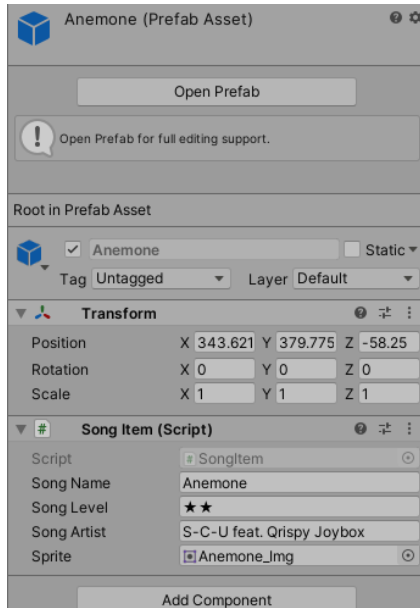 Anemone (Prefab Asset)
Open Prefab
Open Prefab for full editing support.
Root in Prefab Asset
Anemone Static
Tag Untagged Layer Default
Transform
Position X 343.621 Y 379.775 Z -58.25
Rotation X 0 Y 0 Z 0
Scale X 1 Y 1 Z 1
# Song Item (Script)
Script # SongItem
Song Name Anemone
Song Level ★★
Song Artist S-C-U feat. Qrispy Joybox
Sprite Anemone_Img
Add Component